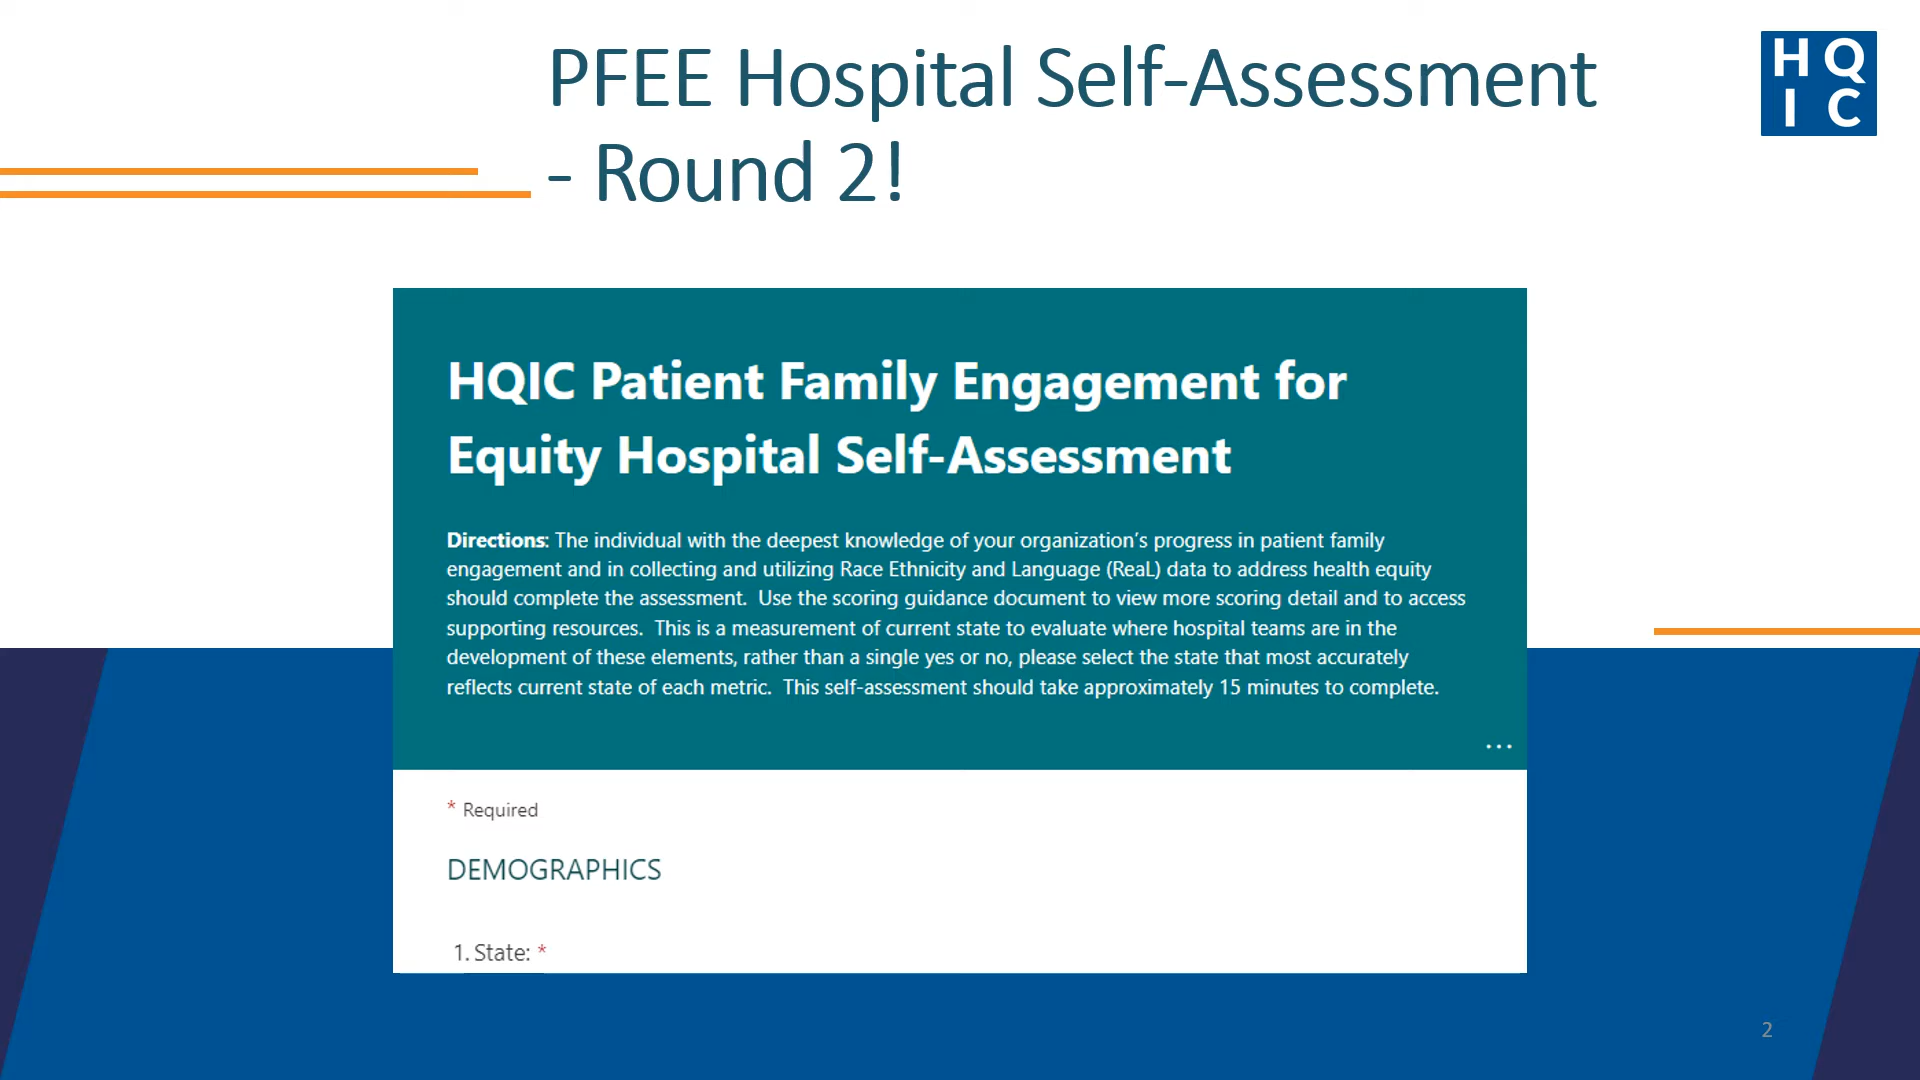 PFEE Hospital Self-Assessment
- Round 2!
H Q
I C
HQIC Patient Family Engagement for
Equity Hospital Self-Assessment
Directions: The individual with the deepest knowledge of your organization's progress in patient family
engagement and in collecting and utilizing Race Ethnicity and Language (ReaL) data to address health equity
should complete the assessment.  Use the scoring guidance document to view more scoring detail and to access
supporting resources.  This is a measurement of current state to evaluate where hospital teams are in the
development of these elements, rather than a single yes or no, please select the state that most accurately
reflects current state of each metric.  This self-assessment should take approximately 15 minutes to complete.
...
* Required
DEMOGRAPHICS
1. State: *
2